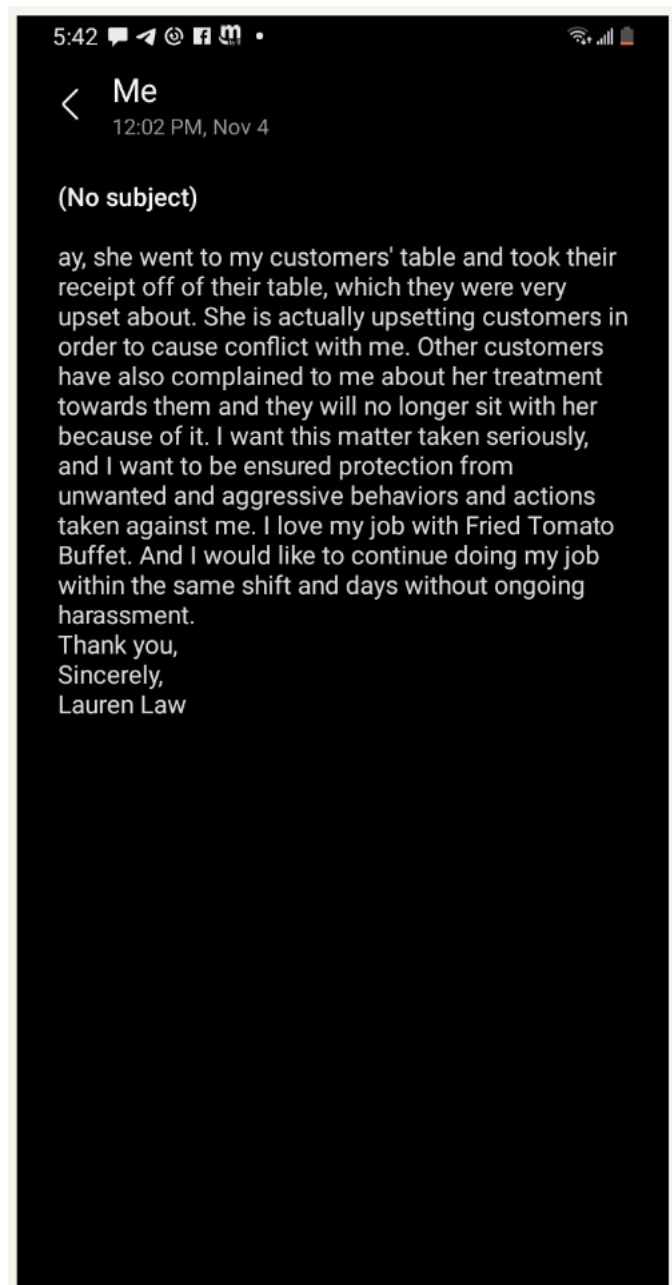 5:42
Me
12:02 PM, Nov 4
(No subject)
ay, she went to my customers' table and took their
receipt off of their table, which they were very
upset about. She is actually upsetting customers in
order to cause conflict with me. Other customers
have also complained to me about her treatment
towards them and they will no longer sit with her
because of it. I want this matter taken seriously,
and I want to be ensured protection from
unwanted and aggressive behaviors and actions
taken against me. I love my job with Fried Tomato
Buffet. And I would like to continue doing my job
within the same shift and days without ongoing
harassment.
Thank you,
Sincerely,
Lauren Law